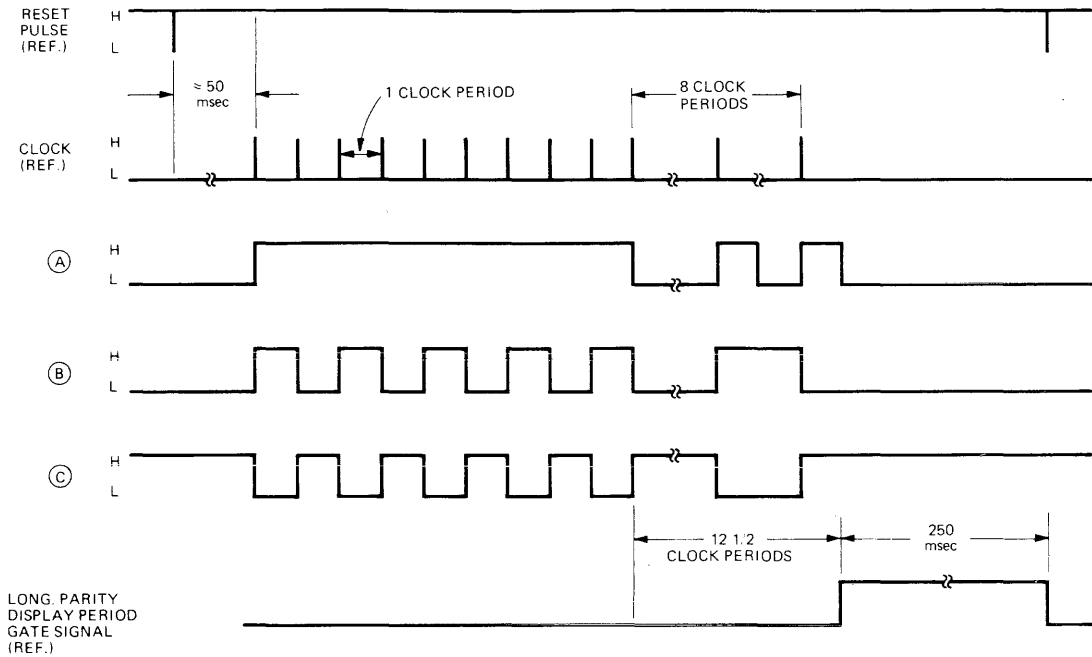 RESET
PULSE
(REF.)
H
L
≈ 50
msec
1 CLOCK PERIOD
8 CLOCK
PERIODS
CLOCK
(REF.)
H
L
A
H
L
B
H
L
C
H
L
12 1/2
CLOCK PERIODS
250
msec
LONG. PARITY
DISPLAY PERIOD
GATE SIGNAL
(REF.)